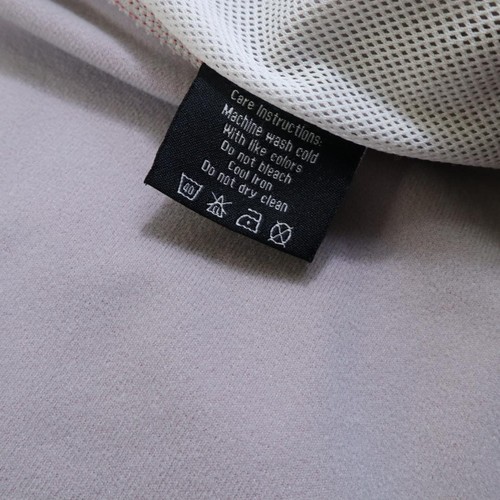 Care Instructions:
Machine wash cold
With like colors
Do not bleach
Cool Iron
Do not dry clean
40